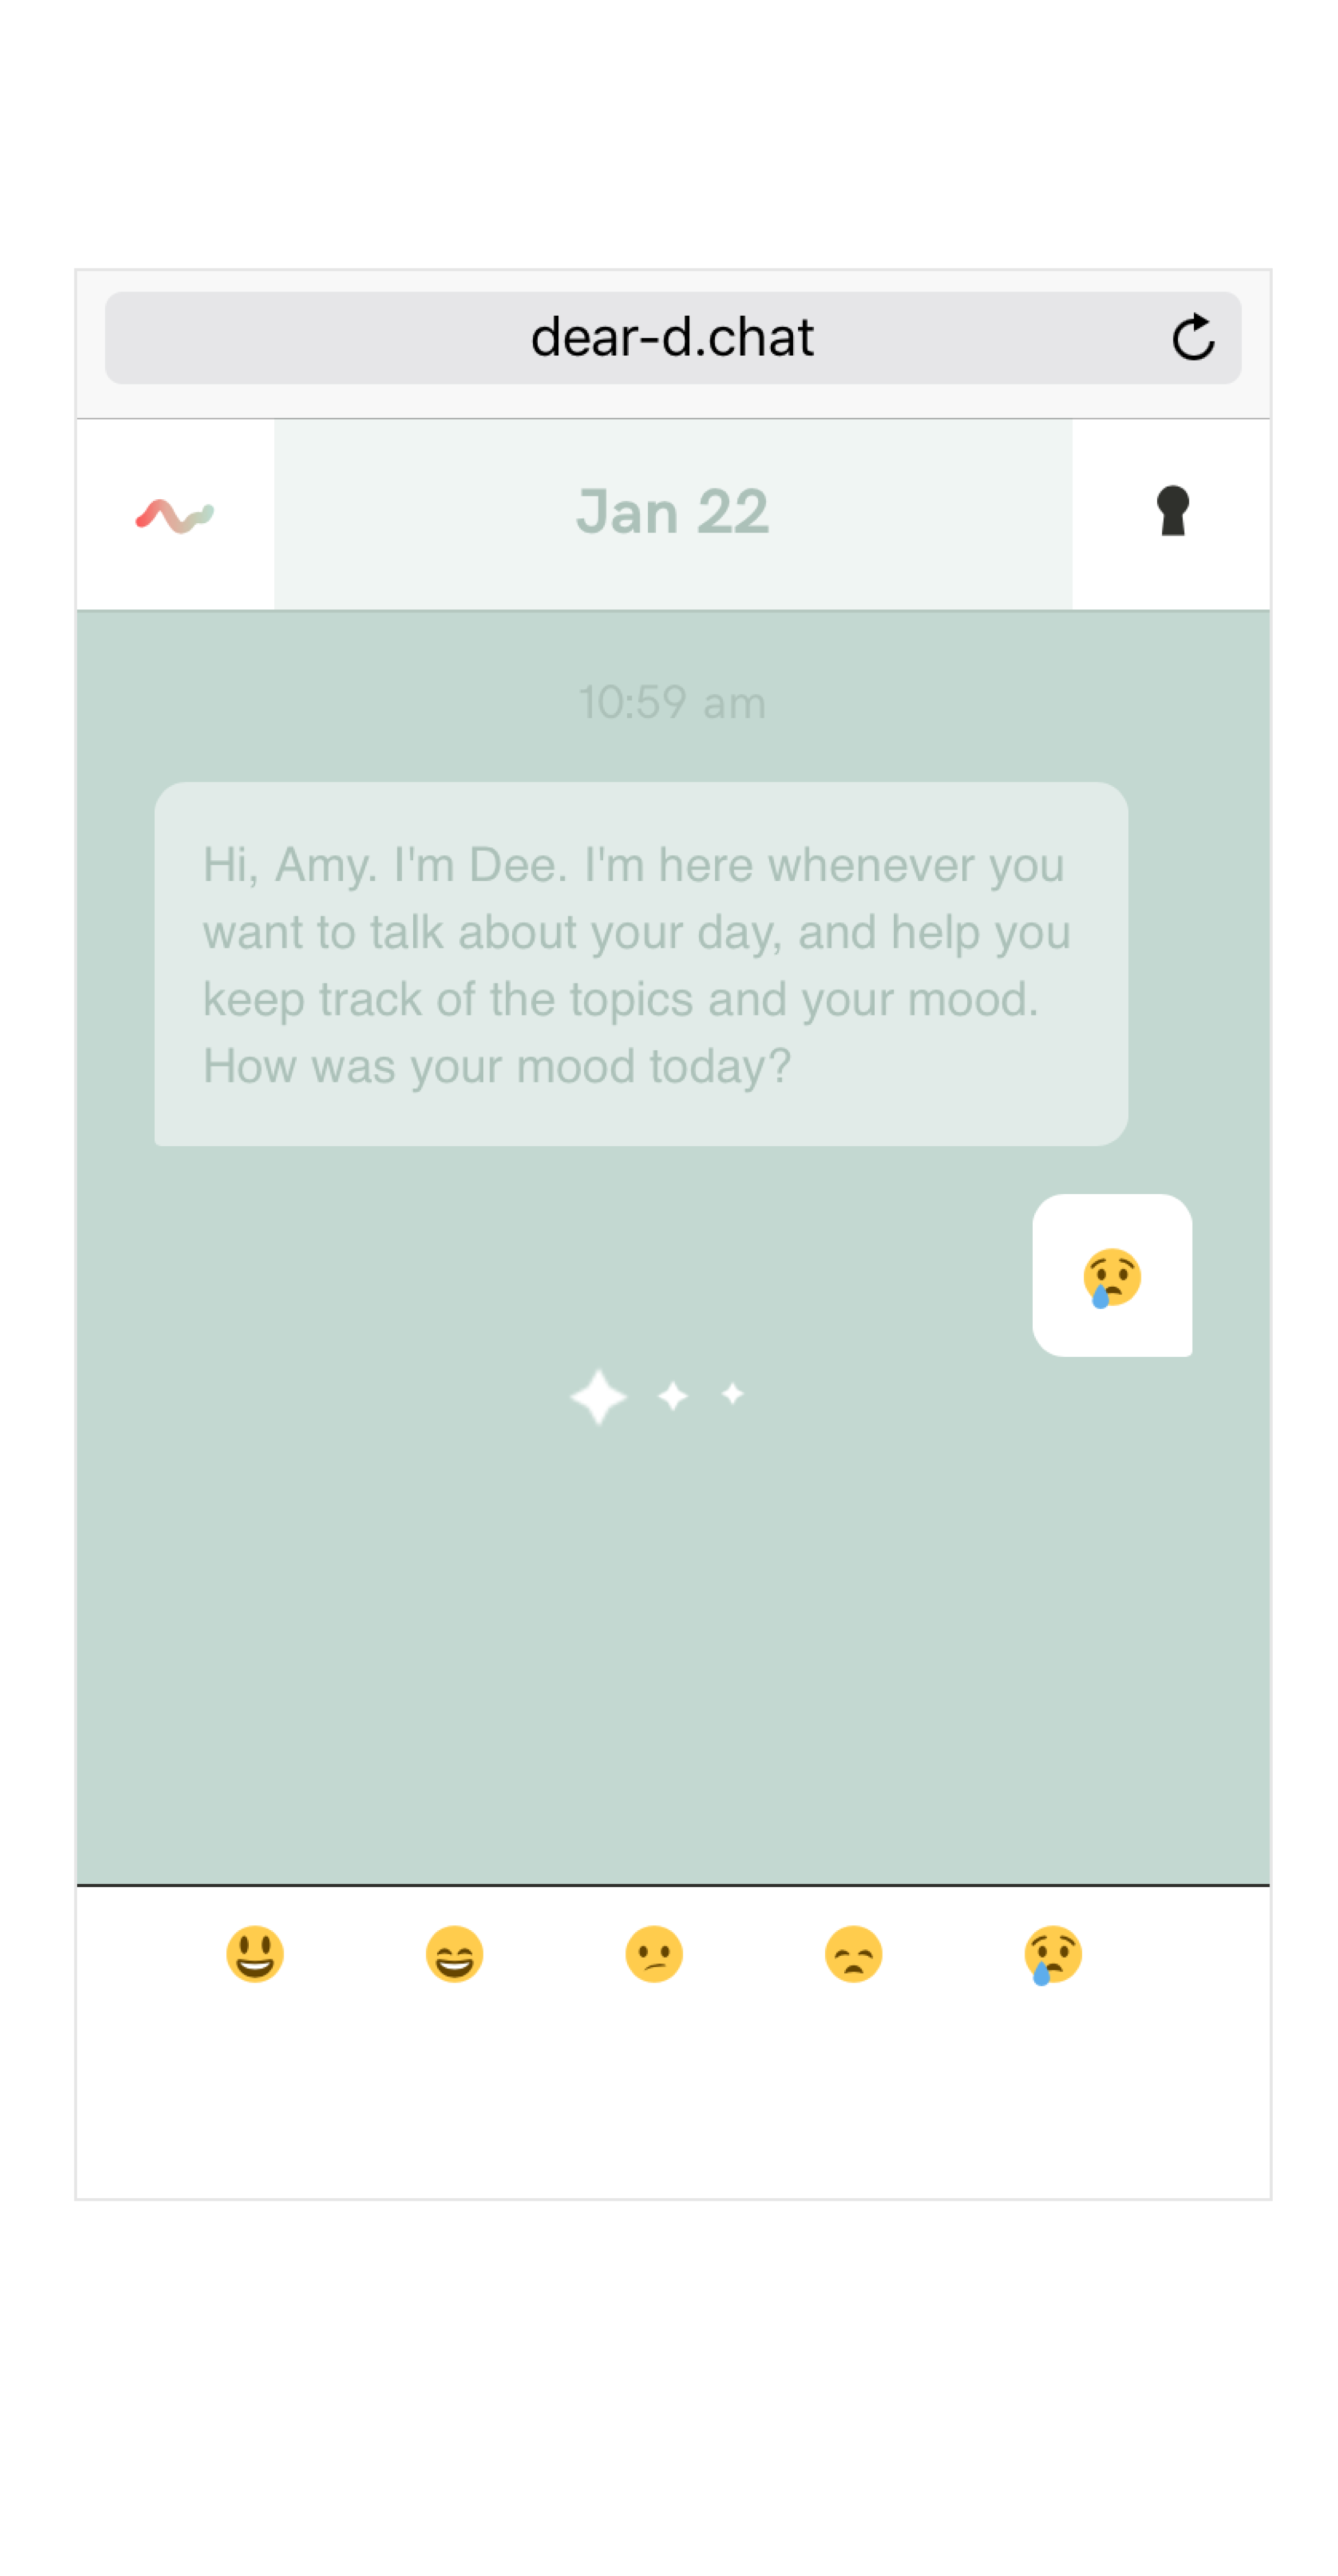 dear-d.chat
Jan 22
10:59 am
Hi, Amy. I'm Dee. I'm here whenever you
want to talk about your day, and help you
keep track of the topics and your mood.
How was your mood today?